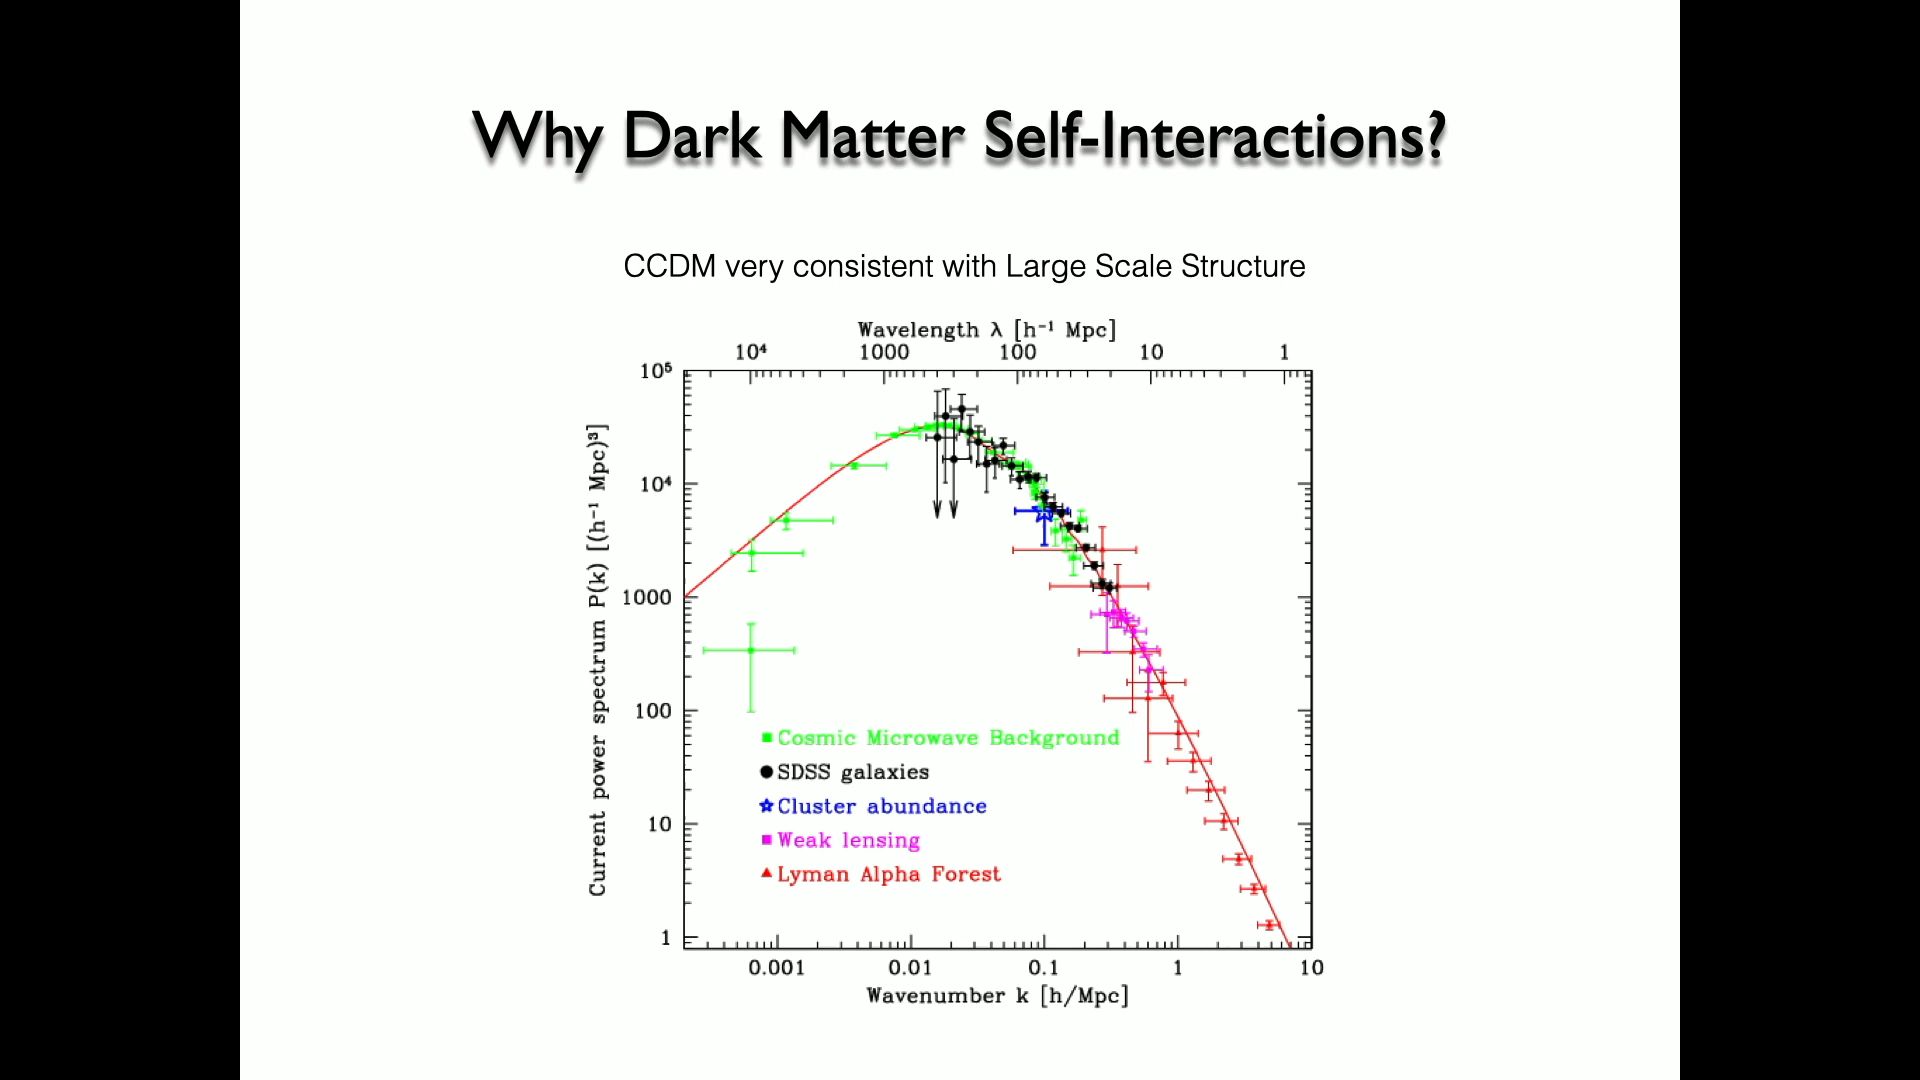 Why Dark Matter Self-Interactions?
CCDM very consistent with Large Scale Structure
Wavelength λ [h⁻¹ Mpc]
10⁴ 1000 100 10 1
10⁵
10⁴
1000
100
10
1
Current power spectrum P(k) [(h⁻¹ Mpc)³]
Cosmic Microwave Background
SDSS galaxies
Cluster abundance
Weak lensing
Lyman Alpha Forest
0.001 0.01 0.1 1 10
Wavenumber k [h/Mpc]